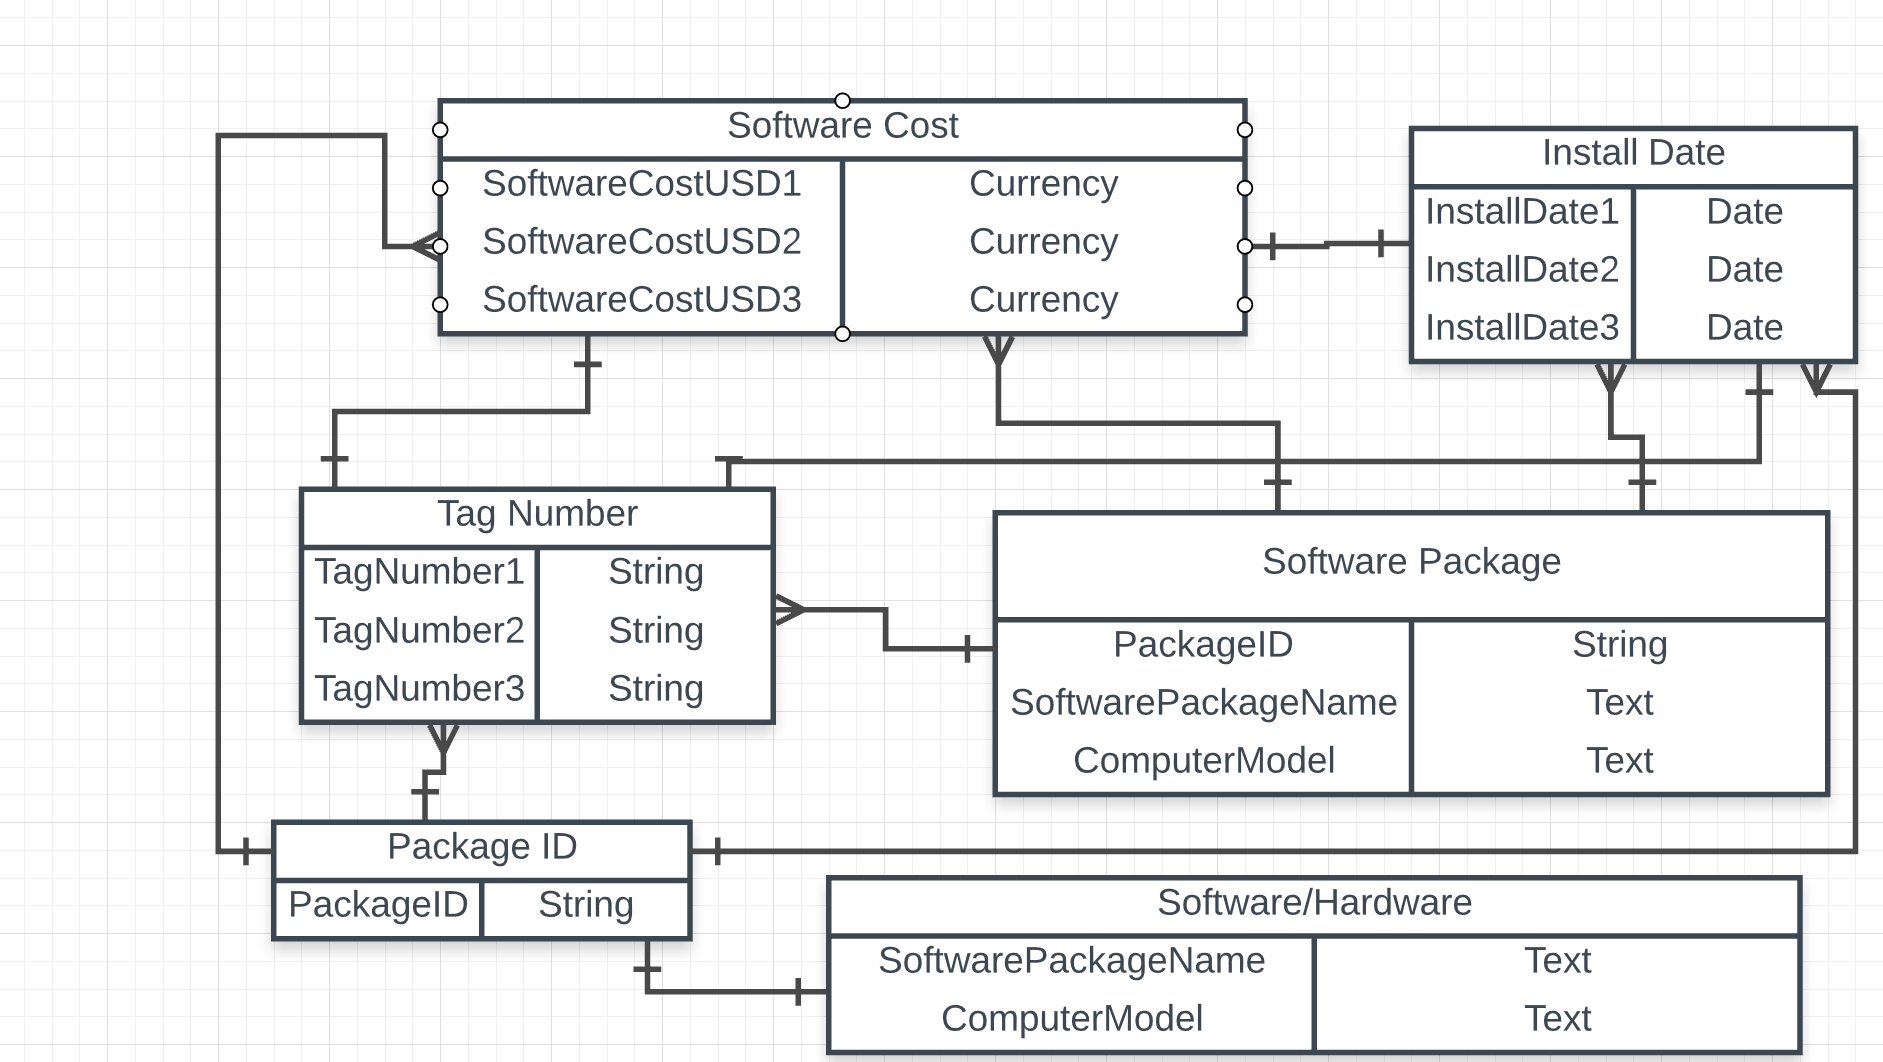 Software Cost
SoftwareCostUSD1 Currency
SoftwareCostUSD2 Currency
SoftwareCostUSD3 Currency
Install Date
InstallDate1 Date
InstallDate2 Date
InstallDate3 Date
Tag Number
TagNumber1 String
TagNumber2 String
TagNumber3 String
Software Package
PackageID String
SoftwarePackageName Text
ComputerModel Text
Package ID
PackageID String
Software/Hardware
SoftwarePackageName Text
ComputerModel Text